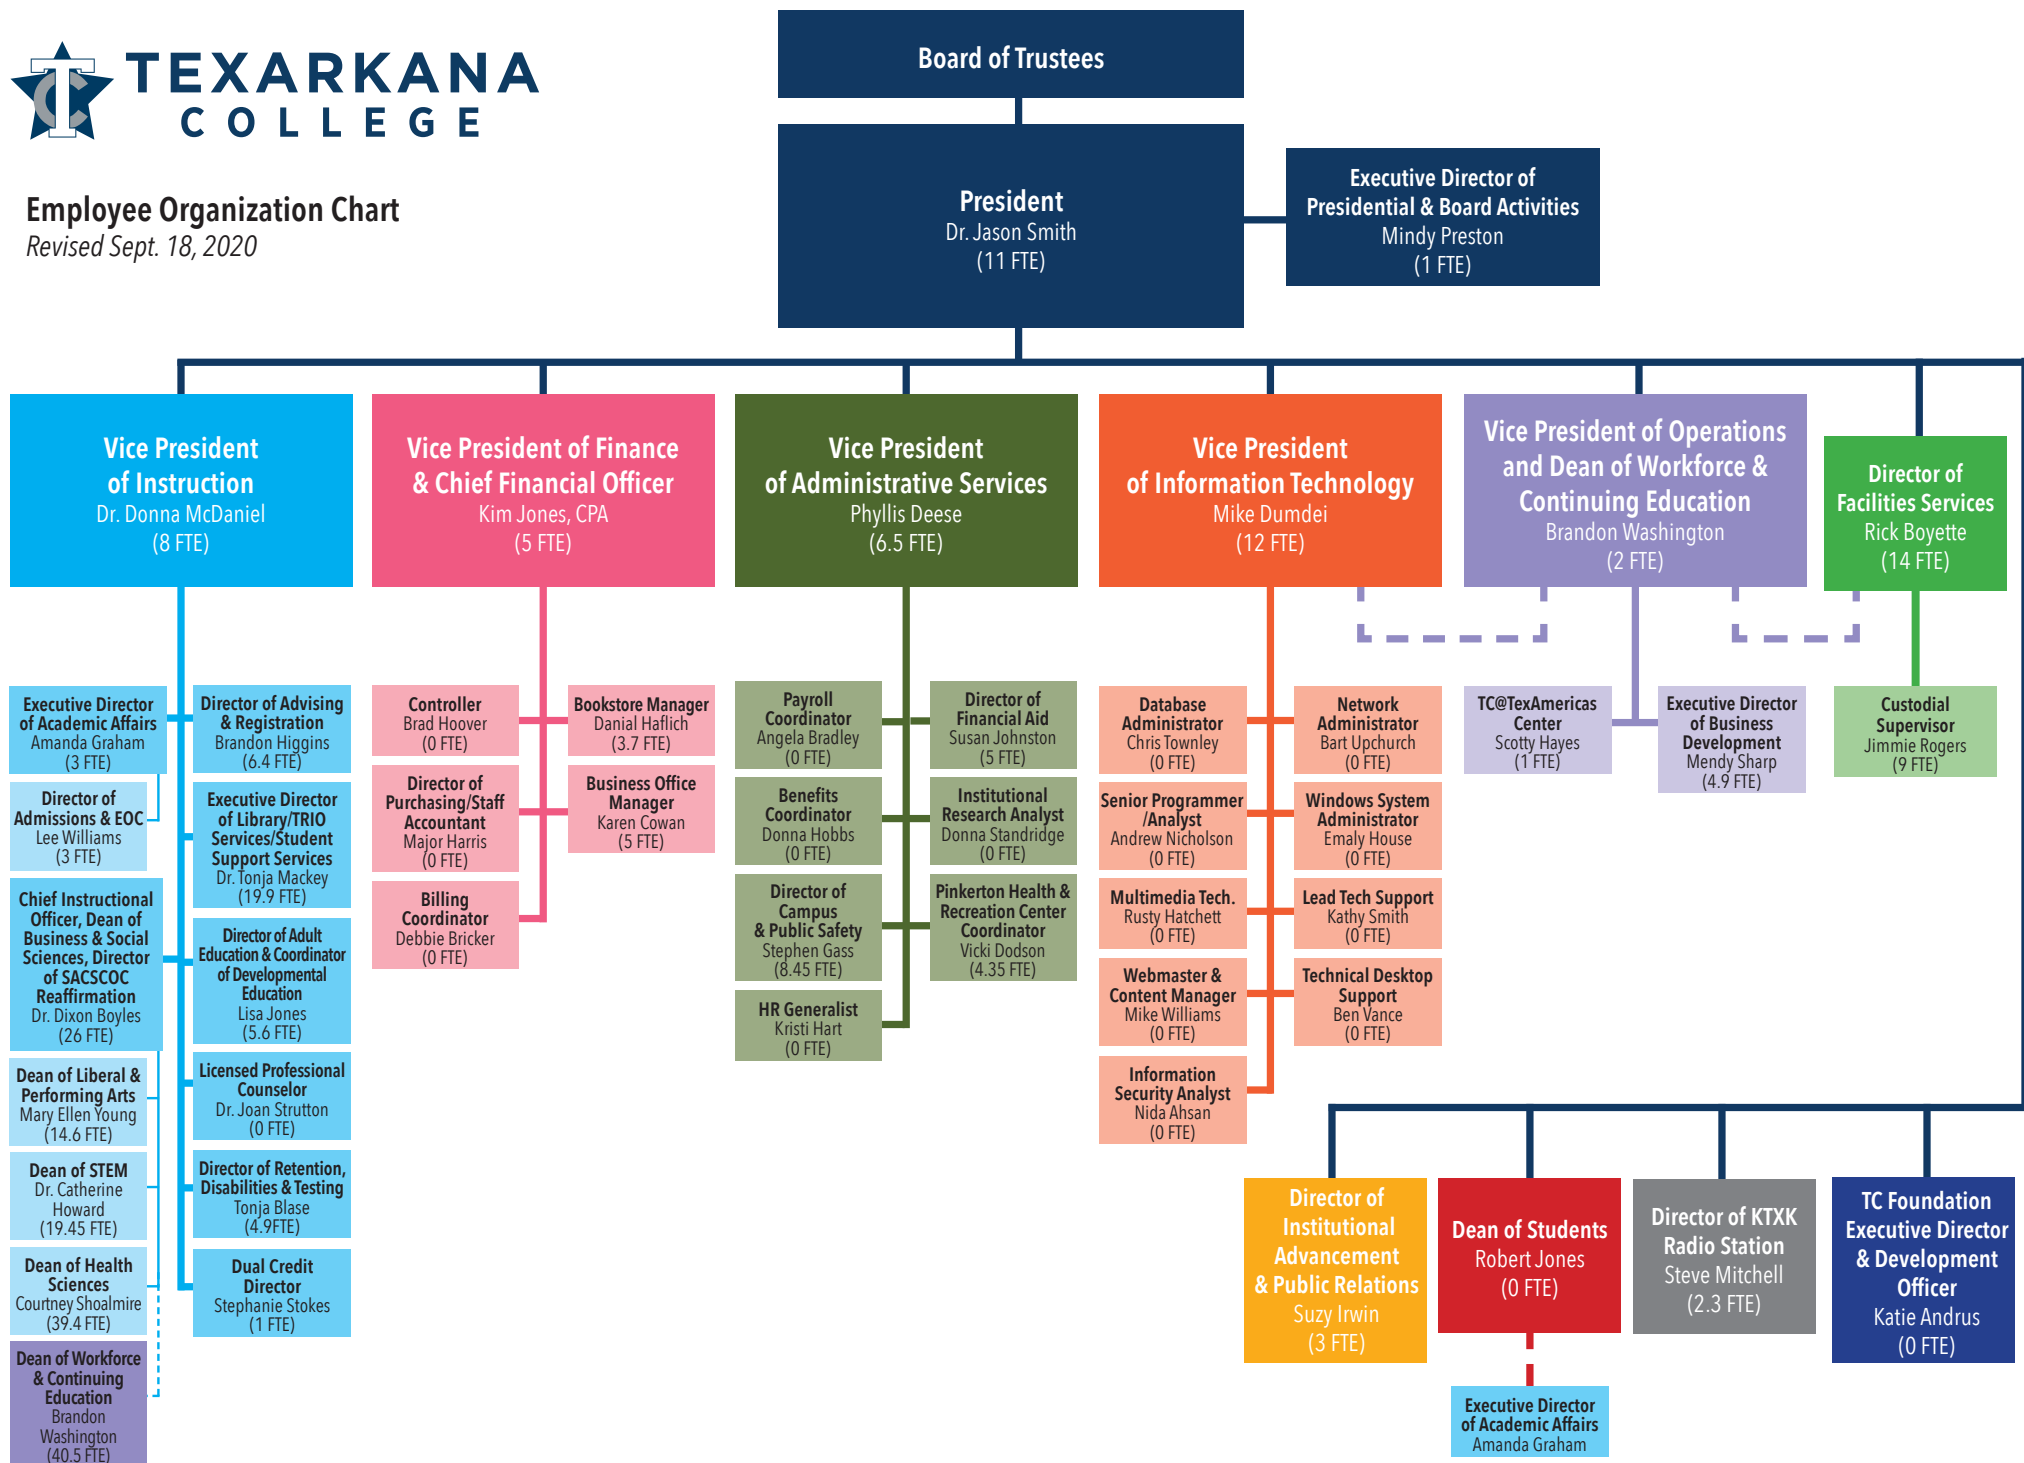 TC
TEXARKANA
COLLEGE
Employee Organization Chart
Revised Sept. 18, 2020
Board of Trustees
President
Dr. Jason Smith
(11 FTE)
Executive Director of
Presidential & Board Activities
Mindy Preston
(1 FTE)
Vice President
of Instruction
Dr. Donna McDaniel
(8 FTE)
Vice President of Finance
& Chief Financial Officer
Kim Jones, CPA
(5 FTE)
Vice President
of Administrative Services
Phyllis Deese
(6.5 FTE)
Vice President
of Information Technology
Mike Dumdei
(12 FTE)
Vice President of Operations
and Dean of Workforce &
Continuing Education
Brandon Washington
(2 FTE)
Director of
Facilities Services
Rick Boyette
(14 FTE)
Executive Director
of Academic Affairs
Amanda Graham
(3 FTE)
Director of
Admissions & EOC
Lee Williams
(3 FTE)
Chief Instructional
Officer, Dean of
Business & Social
Sciences, Director
of SACSCOC
Reaffirmation
Dr. Dixon Boyles
(26 FTE)
Dean of Liberal &
Performing Arts
Mary Ellen Young
(14.6 FTE)
Dean of STEM
Dr. Catherine
Howard
(19.45 FTE)
Dean of Health
Sciences
Courtney Shoalmire
(39.4 FTE)
Dean of Workforce
& Continuing
Education
Brandon
Washington
(40.5 FTE)
Director of Advising
& Registration
Brandon Higgins
(6.4 FTE)
Executive Director
of Library/TRIO
Services/Student
Support Services
Dr. Tonja Mackey
(19.9 FTE)
Director of Adult
Education & Coordinator
of Developmental
Education
Lisa Jones
(5.6 FTE)
Licensed Professional
Counselor
Dr. Joan Strutton
(0 FTE)
Director of Retention,
Disabilities & Testing
Tonja Blase
(4.9FTE)
Dual Credit
Director
Stephanie Stokes
(1 FTE)
Controller
Brad Hoover
(0 FTE)
Director of
Purchasing/Staff
Accountant
Major Harris
(0 FTE)
Billing
Coordinator
Debbie Bricker
(0 FTE)
Bookstore Manager
Danial Haflich
(3.7 FTE)
Business Office
Manager
Karen Cowan
(5 FTE)
Payroll
Coordinator
Angela Bradley
(0 FTE)
Benefits
Coordinator
Donna Hobbs
(0 FTE)
Director of
Campus
& Public Safety
Stephen Gass
(8.45 FTE)
HR Generalist
Kristi Hart
(0 FTE)
Director of
Financial Aid
Susan Johnston
(5 FTE)
Institutional
Research Analyst
Donna Standridge
(0 FTE)
Pinkerton Health &
Recreation Center
Coordinator
Vicki Dodson
(4.35 FTE)
Database
Administrator
Chris Townley
(0 FTE)
Senior Programmer
/Analyst
Andrew Nicholson
(0 FTE)
Multimedia Tech.
Rusty Hatchett
(0 FTE)
Webmaster &
Content Manager
Mike Williams
(0 FTE)
Information
Security Analyst
Nida Ahsan
(0 FTE)
Network
Administrator
Bart Upchurch
(0 FTE)
Windows System
Administrator
Emaly House
(0 FTE)
Lead Tech Support
Kathy Smith
(0 FTE)
Technical Desktop
Support
Ben Vance
(0 FTE)
TC@TexAmericas
Center
Scotty Hayes
(1 FTE)
Executive Director
of Business
Development
Mendy Sharp
(4.9 FTE)
Custodial
Supervisor
Jimmie Rogers
(9 FTE)
Director of
Institutional
Advancement
& Public Relations
Suzy Irwin
(3 FTE)
Dean of Students
Robert Jones
(0 FTE)
Director of KTXK
Radio Station
Steve Mitchell
(2.3 FTE)
TC Foundation
Executive Director
& Development
Officer
Katie Andrus
(0 FTE)
Executive Director
of Academic Affairs
Amanda Graham